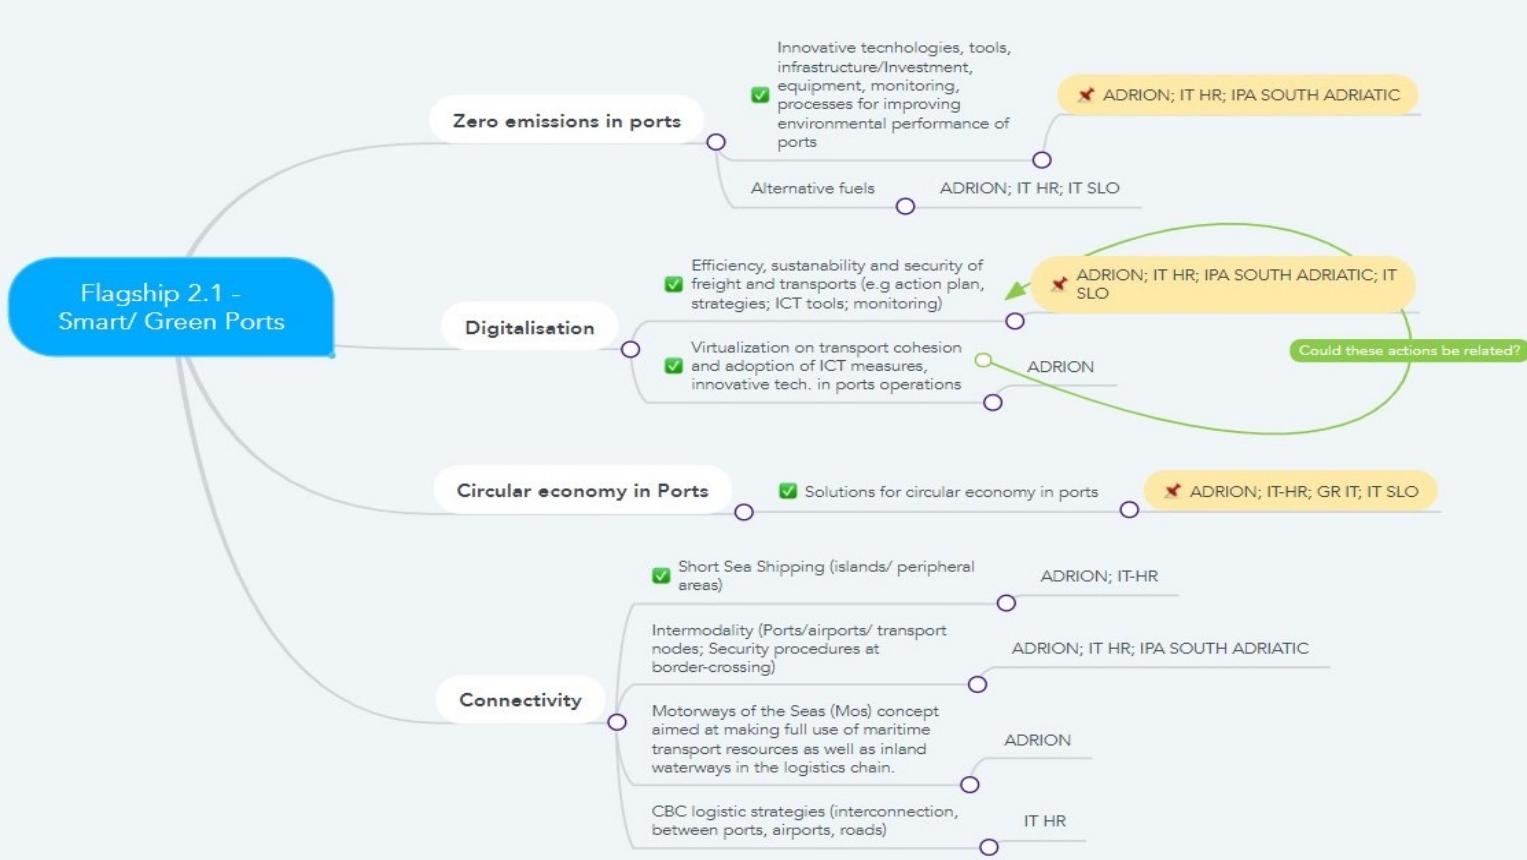 Flagship 2.1 -
Smart/ Green Ports
Zero emissions in ports
Innovative tecnhologies, tools,
infrastructure/Investment,
equipment, monitoring,
processes for improving
environmental performance of
ports
ADRION; IT HR; IPA SOUTH ADRIATIC
Alternative fuels
ADRION; IT HR; IT SLO
Digitalisation
Efficiency, sustanability and security of
freight and transports (e.g action plan,
strategies; ICT tools; monitoring)
ADRION; IT HR; IPA SOUTH ADRIATIC; IT
SLO
Virtualization on transport cohesion
and adoption of ICT measures,
innovative tech. in ports operations
ADRION
Could these actions be related?
Circular economy in Ports
Solutions for circular economy in ports
ADRION; IT-HR; GR IT; IT SLO
Connectivity
Short Sea Shipping (islands/ peripheral
areas)
ADRION; IT-HR
Intermodality (Ports/airports/ transport
nodes; Security procedures at
border-crossing)
ADRION; IT HR; IPA SOUTH ADRIATIC
Motorways of the Seas (Mos) concept
aimed at making full use of maritime
transport resources as well as inland
waterways in the logistics chain.
ADRION
CBC logistic strategies (interconnection,
between ports, airports, roads)
IT HR